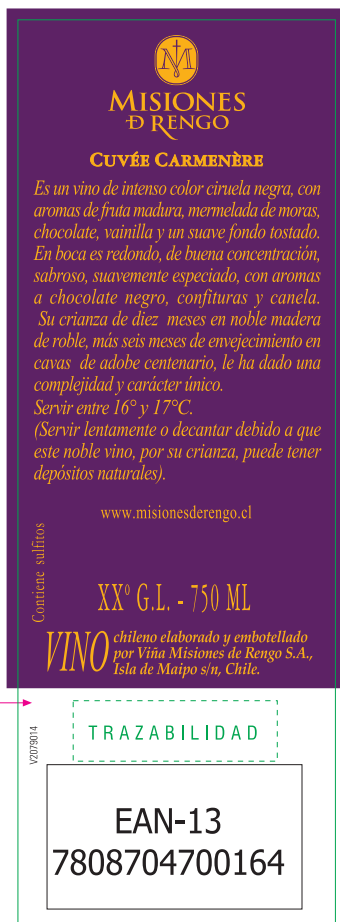 M
MISIONES
D RENGO
CUVÉE CARMENÈRE
Es un vino de intenso color ciruela negra, con
aromas de fruta madura, mermelada de moras,
chocolate, vainilla y un suave fondo tostado.
En boca es redondo, de buena concentración,
sabroso, suavemente especiado, con aromas
a chocolate negro, confituras y canela.
Su crianza de diez meses en noble madera
de roble, más seis meses de envejecimiento en
cavas de adobe centenario, le ha dado una
complejidad y carácter único.
Servir entre 16° y 17°C.
(Servir lentamente o decantar debido a que
este noble vino, por su crianza, puede tener
depósitos naturales).
www.misionesderengo.cl
Contiene sulfitos
XX° G.L. - 750 ML
VINO chileno elaborado y embotellado
por Viña Misiones de Rengo S.A.,
Isla de Maipo s/n, Chile.
TRAZABILIDAD
V2079014
EAN-13
7808704700164